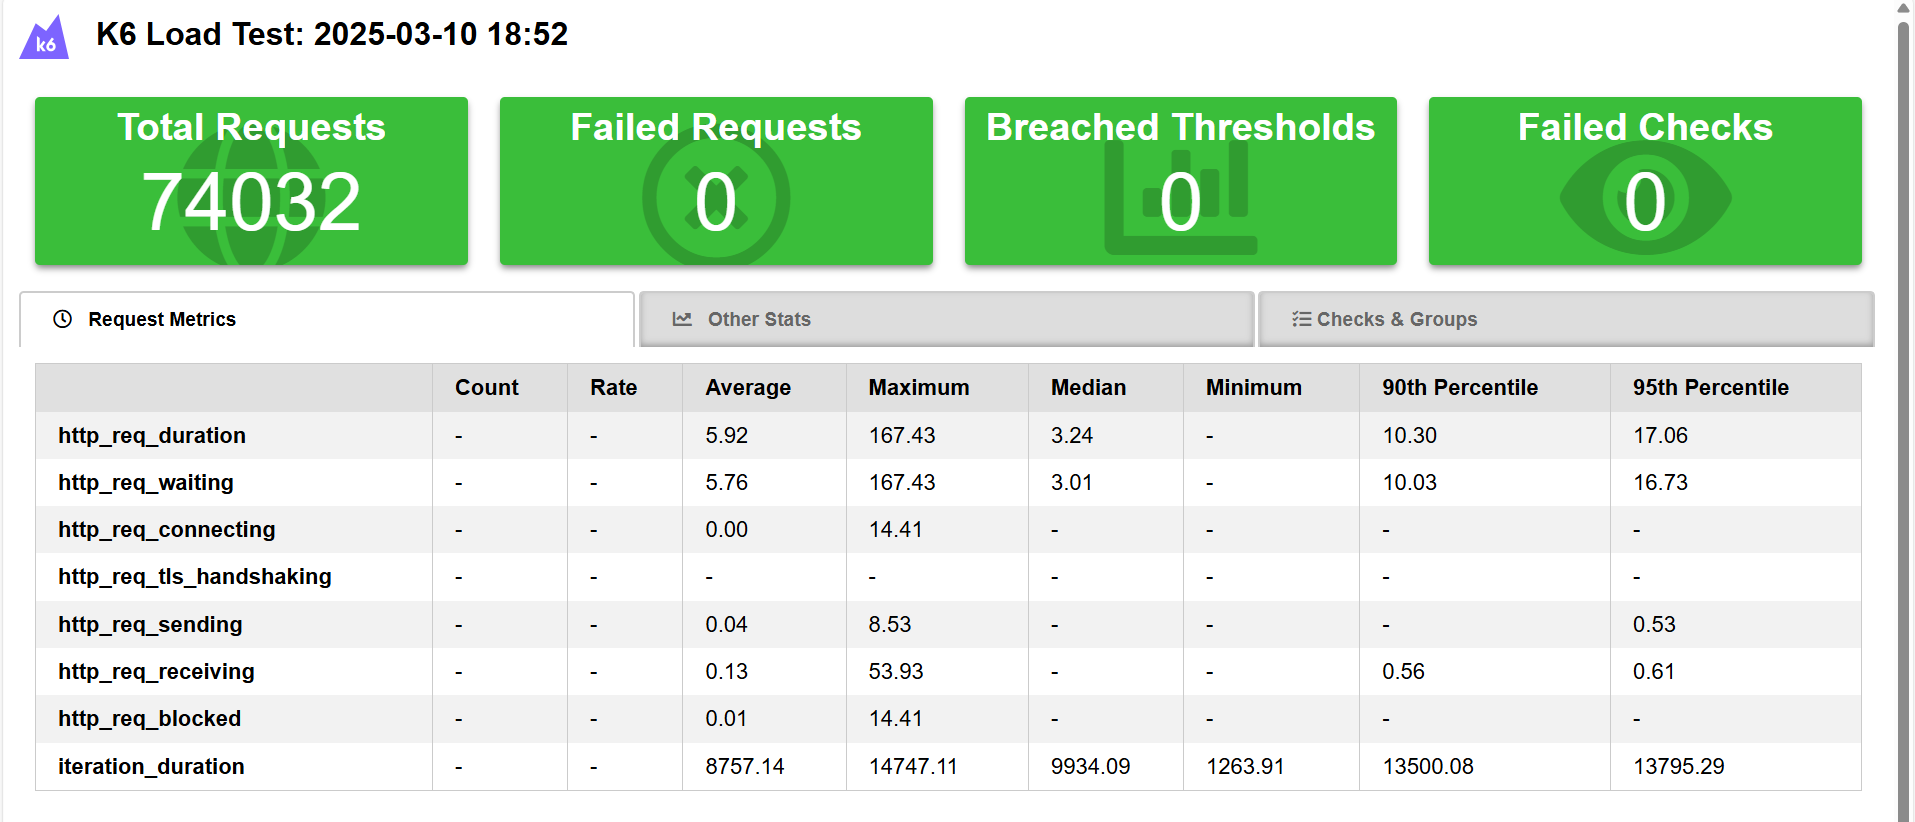 k6
K6 Load Test: 2025-03-10 18:52
Total Requests
74032
Failed Requests
0
Breached Thresholds
0
Failed Checks
0
Request Metrics
Other Stats
Checks & Groups
Count Rate Average Maximum Median Minimum 90th Percentile 95th Percentile
http_req_duration - - 5.92 167.43 3.24 - 10.30 17.06
http_req_waiting - - 5.76 167.43 3.01 - 10.03 16.73
http_req_connecting - - 0.00 14.41 - - - -
http_req_tls_handshaking - - - - - - - -
http_req_sending - - 0.04 8.53 - - - 0.53
http_req_receiving - - 0.13 53.93 - - 0.56 0.61
http_req_blocked - - 0.01 14.41 - - - -
iteration_duration - - 8757.14 14747.11 9934.09 1263.91 13500.08 13795.29